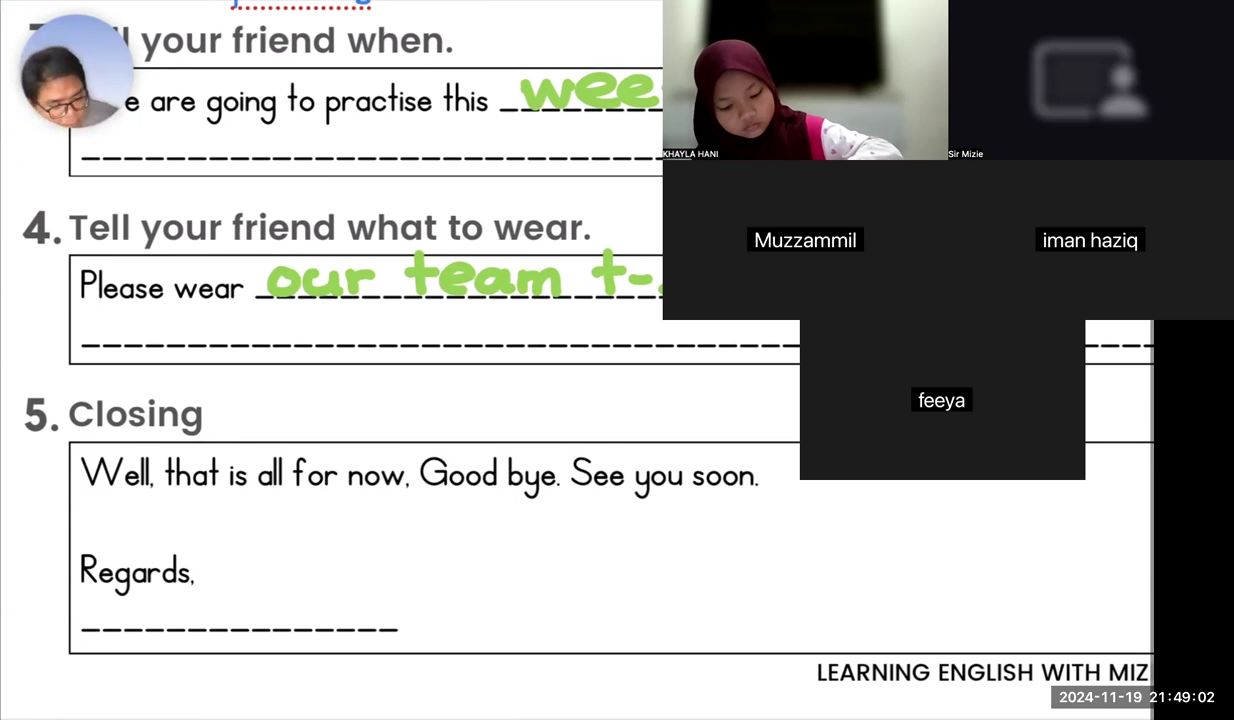 your friend when.
e are going to practise this wee
4. Tell your friend what to wear.
Please wear our team t-
5. Closing
Well, that is all for now, Good bye. See you soon.
Regards,
LEARNING ENGLISH WITH MIZ
KHAYLA HANI
Sir Mizie
Muzzammil
iman haziq
feeya
2024-11-19 21:49:02